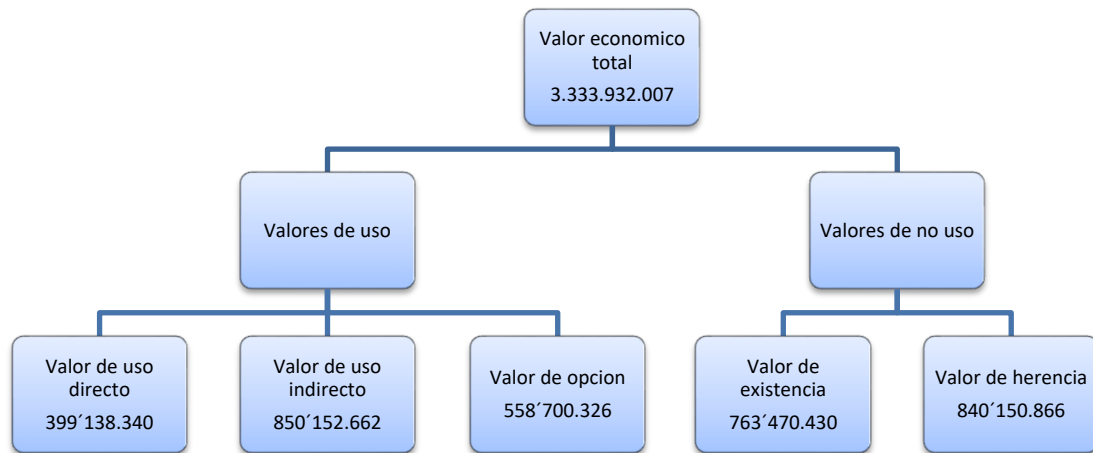 Valor economico
total
3.333.932.007
Valores de uso
Valores de no uso
Valor de uso
directo
399´138.340
Valor de uso
indirecto
850´152.662
Valor de opcion
558´700.326
Valor de
existencia
763´470.430
Valor de herencia
840´150.866